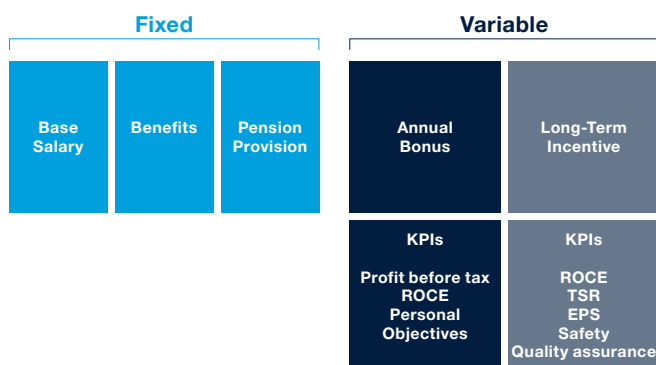 Fixed
Variable
Base
Salary
Benefits
Pension
Provision
Annual
Bonus
Long-Term
Incentive
KPIs
Profit before tax
ROCE
Personal
Objectives
KPIs
ROCE
TSR
EPS
Safety
Quality assurance